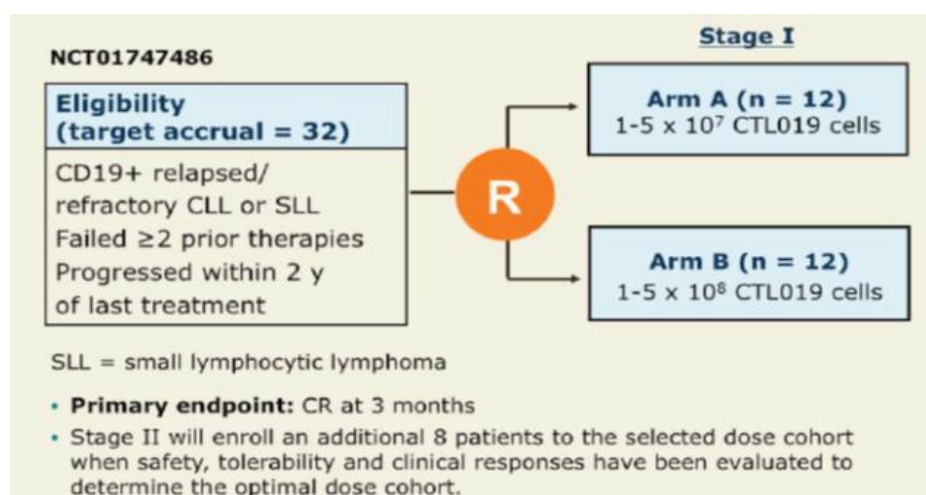 NCT01747486
Eligibility
(target accrual = 32)
CD19+ relapsed/
refractory CLL or SLL
Failed ≥2 prior therapies
Progressed within 2 y
of last treatment
R
Stage I
Arm A (n = 12)
1-5 x 10⁷ CTL019 cells
Arm B (n = 12)
1-5 x 10⁸ CTL019 cells
SLL = small lymphocytic lymphoma
• Primary endpoint: CR at 3 months
• Stage II will enroll an additional 8 patients to the selected dose cohort
when safety, tolerability and clinical responses have been evaluated to
determine the optimal dose cohort.